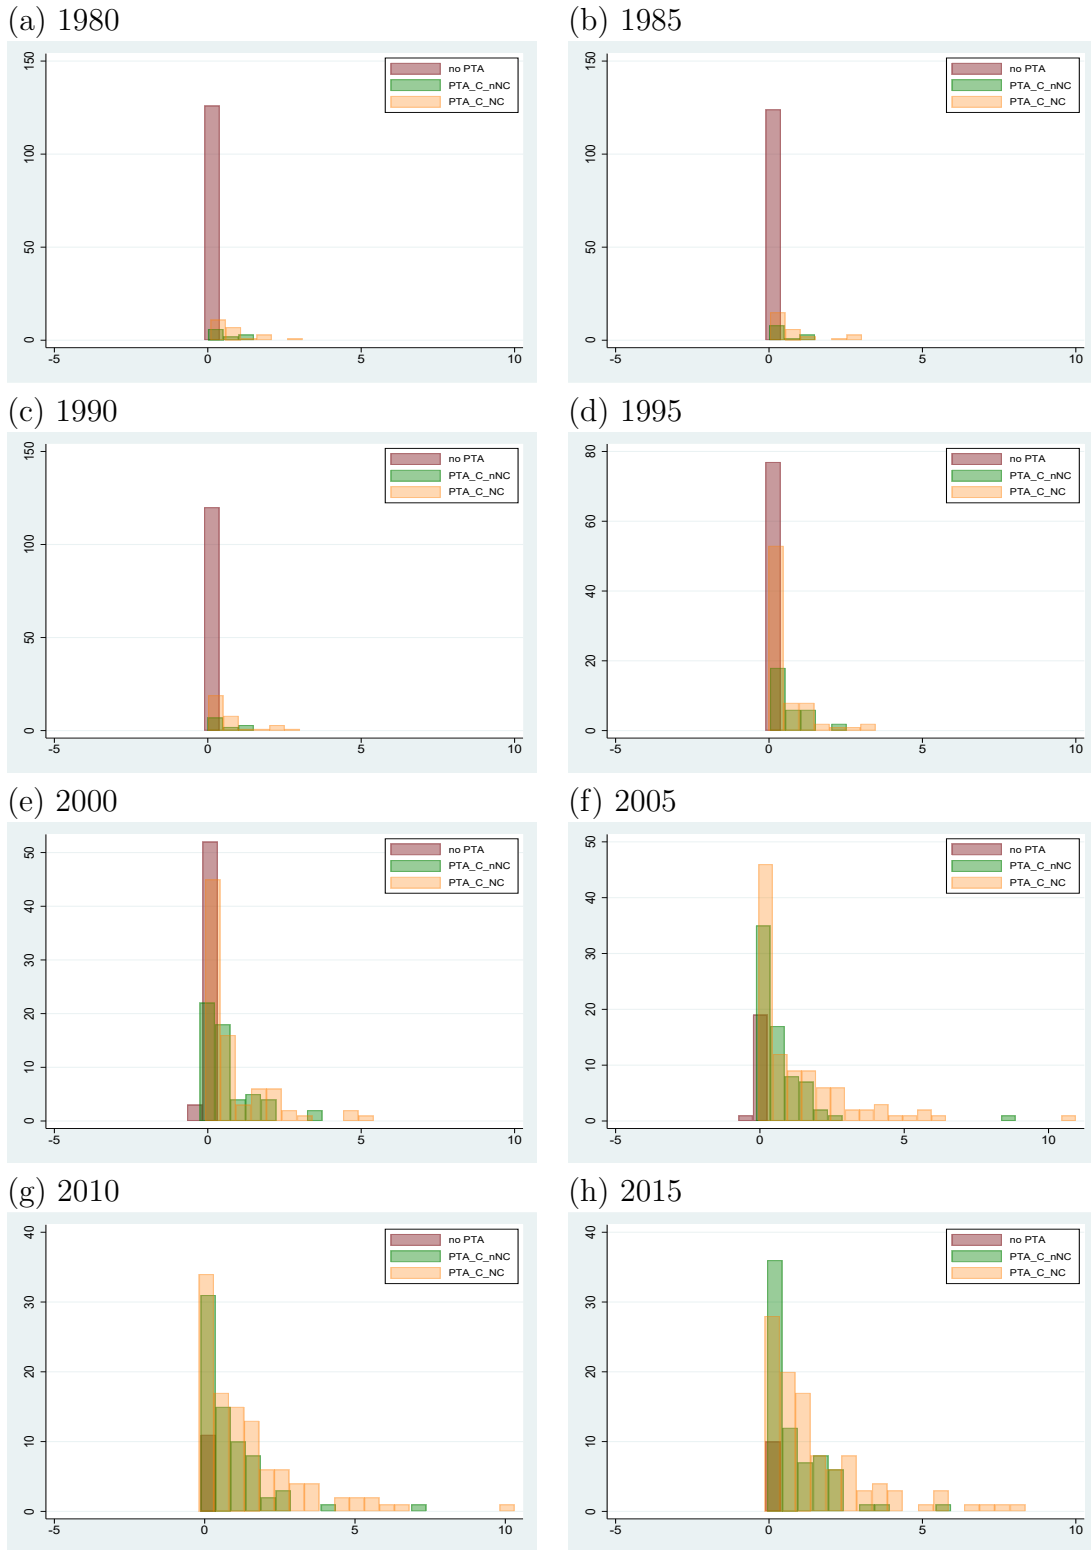 (a) 1980
150
100
50
0
-5
0
5
10
no PTA
PTA_C_nNC
PTA_C_NC
(b) 1985
150
100
50
0
-5
0
5
10
no PTA
PTA_C_nNC
PTA_C_NC
(c) 1990
150
100
50
0
-5
0
5
10
no PTA
PTA_C_nNC
PTA_C_NC
(d) 1995
80
60
40
20
0
-5
0
5
10
no PTA
PTA_C_nNC
PTA_C_NC
(e) 2000
50
40
30
20
10
0
-5
0
5
10
no PTA
PTA_C_nNC
PTA_C_NC
(f) 2005
50
40
30
20
10
0
-5
0
5
10
no PTA
PTA_C_nNC
PTA_C_NC
(g) 2010
40
30
20
10
0
-5
0
5
10
no PTA
PTA_C_nNC
PTA_C_NC
(h) 2015
40
30
20
10
0
-5
0
5
10
no PTA
PTA_C_nNC
PTA_C_NC